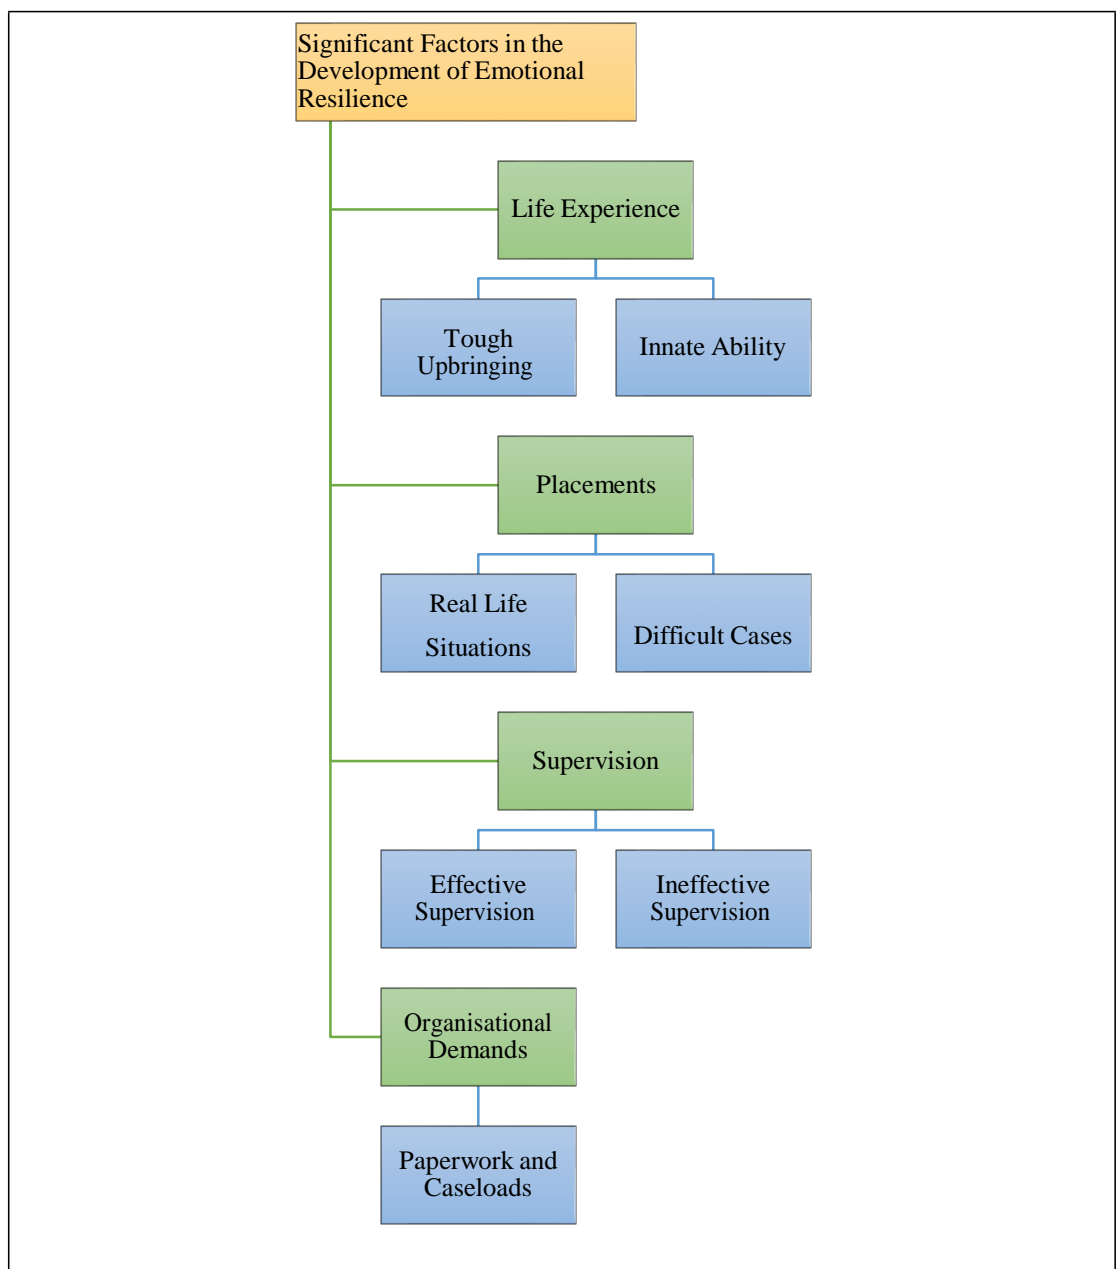 Significant Factors in the
Development of Emotional
Resilience
Life Experience
Tough
Upbringing
Innate Ability
Placements
Real Life
Situations
Difficult Cases
Supervision
Effective
Supervision
Ineffective
Supervision
Organisational
Demands
Paperwork and
Caseloads